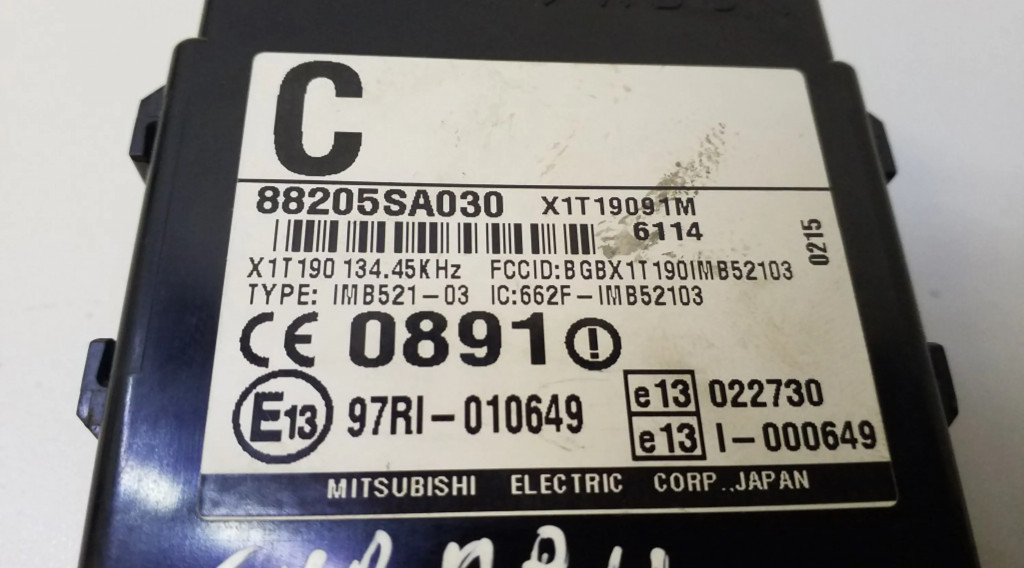 C
88205SA030 X1T19091M
6114
0215
X1T190 134.45KHz FCCID:BGBX1T190IMB52103
TYPE: IMB521-03 IC:662F-IMB52103
CE 0891 !
E13 97RI-010649
e13 022730
e13 I-000649
MITSUBISHI ELECTRIC CORP.,JAPAN